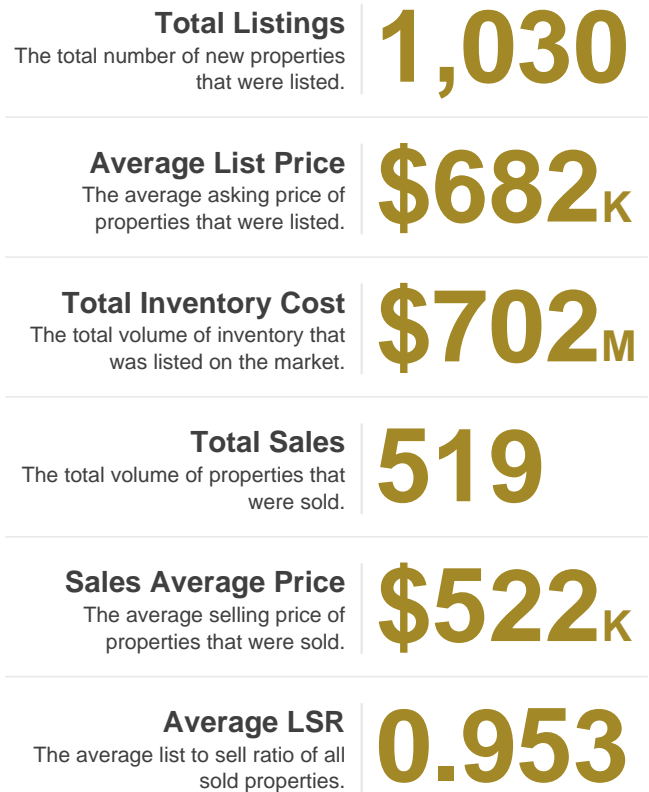 Total Listings
The total number of new properties
that were listed.
1,030
Average List Price
The average asking price of
properties that were listed.
$682K
Total Inventory Cost
The total volume of inventory that
was listed on the market.
$702M
Total Sales
The total volume of properties that
were sold.
519
Sales Average Price
The average selling price of
properties that were sold.
$522K
Average LSR
The average list to sell ratio of all
sold properties.
0.953